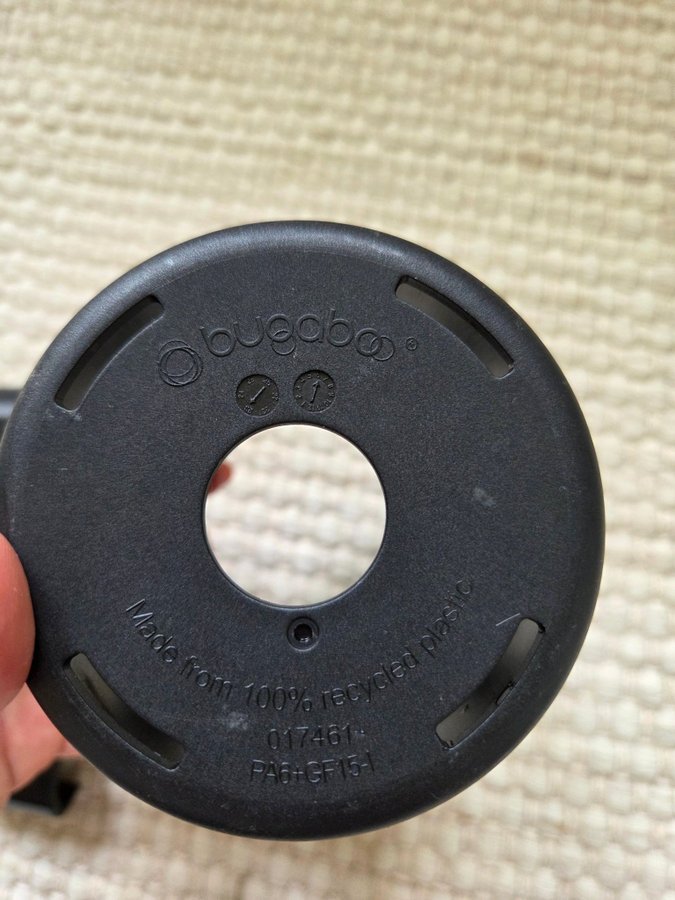 bugaboo®
Made from 100% recycled plastic
017461
PA6+GF15-I